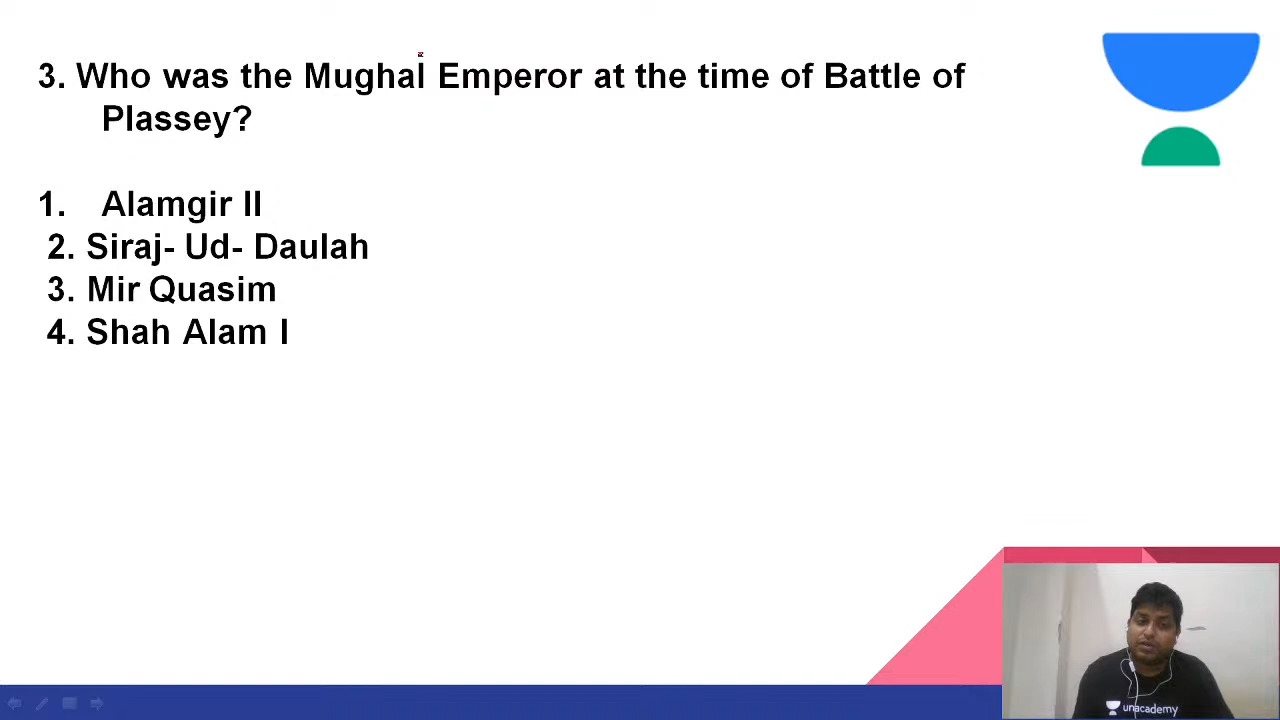 3. Who was the Mughal Emperor at the time of Battle of
Plassey?
1. Alamgir II
2. Siraj- Ud- Daulah
3. Mir Quasim
4. Shah Alam I
unacademy